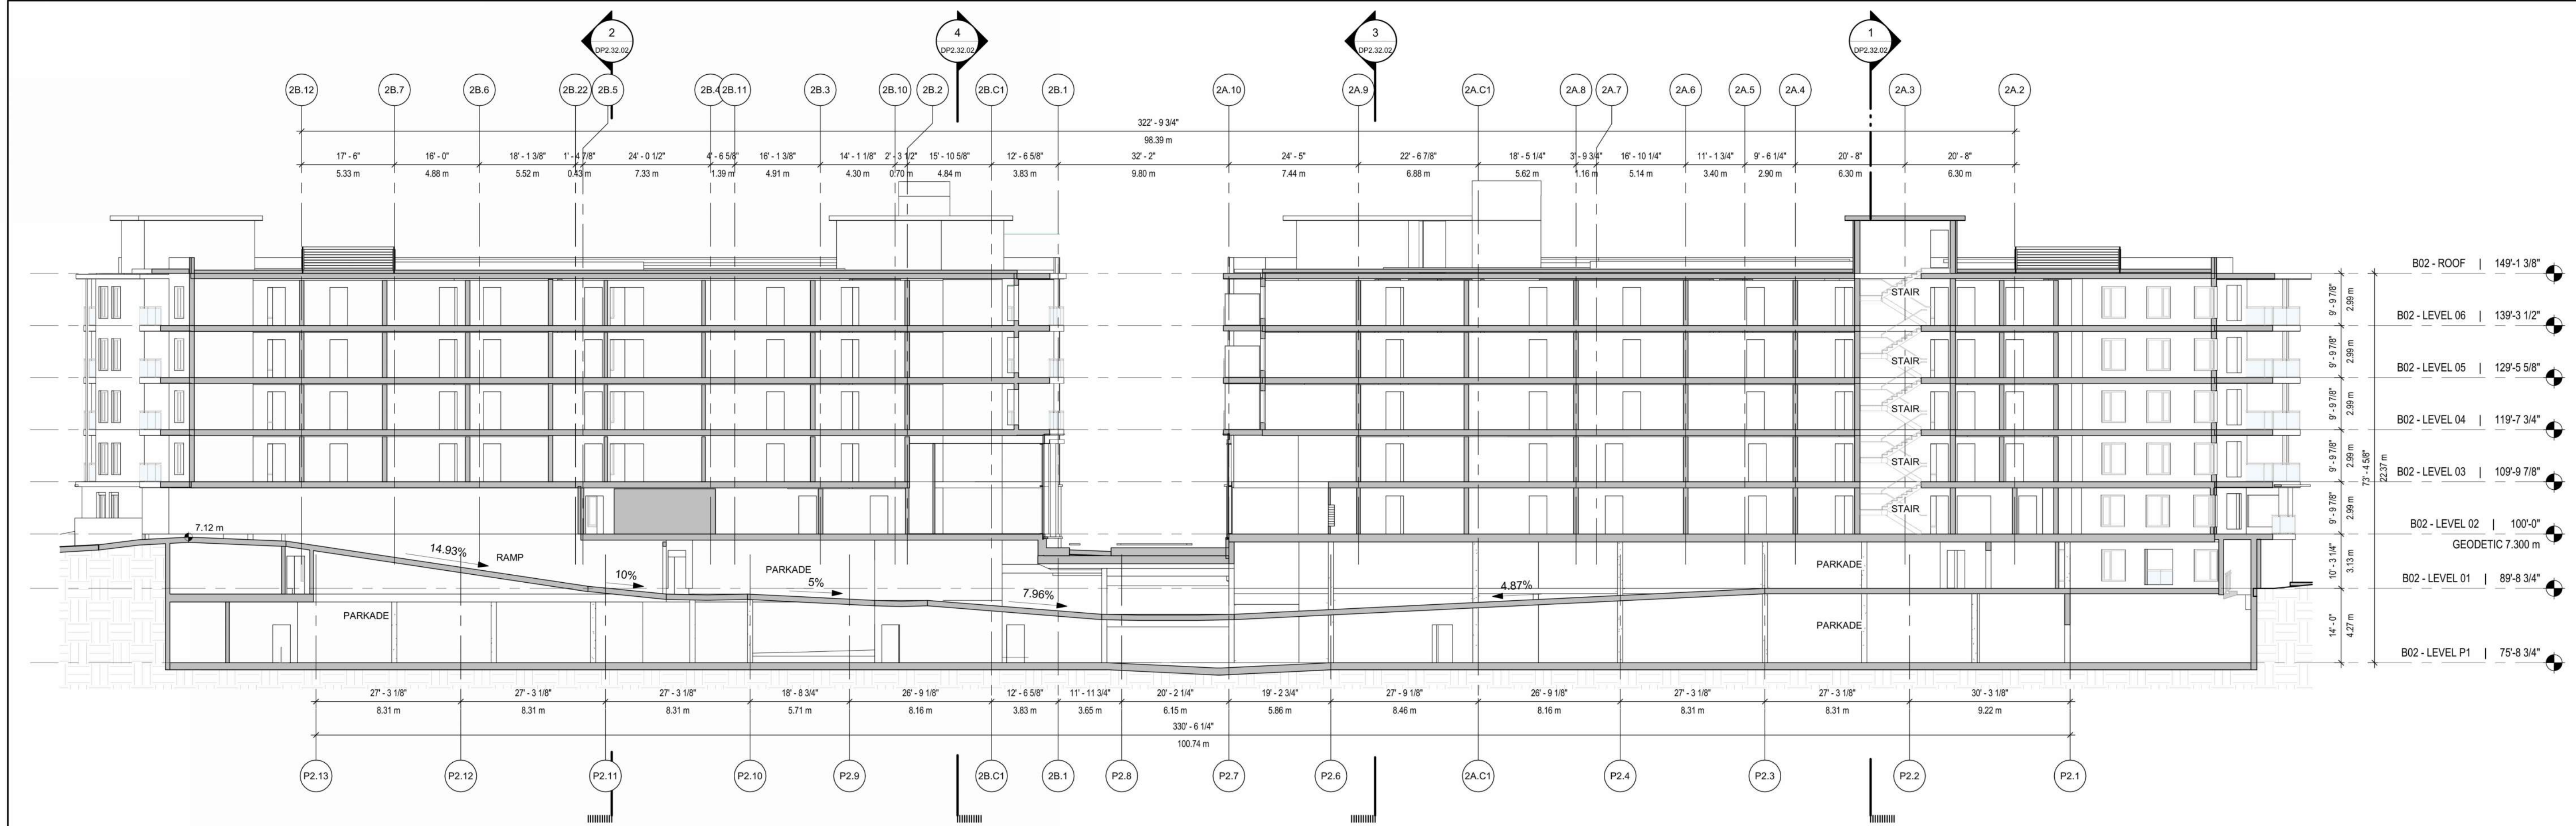 2 4 3 1
DP2.32.02 DP2.32.02 DP2.32.02 DP2.32.02
2B.12 2B.7 2B.6 2B.22 2B.5 2B.4 2B.11 2B.3 2B.10 2B.2 2B.C1 2B.1 2A.10 2A.9 2A.C1 2A.8 2A.7 2A.6 2A.5 2A.4 2A.3 2A.2
322' - 9 3/4"
98.39 m
17' - 6" 16' - 0" 18' - 1 3/8" 1' - 4 7/8" 24' - 0 1/2" 4' - 6 5/8" 16' - 1 3/8" 14' - 1 1/8" 2' - 3 1/2" 15' - 10 5/8" 12' - 6 5/8" 32' - 2" 24' - 5" 22' - 6 7/8" 18' - 5 1/4" 3' - 9 3/4" 16' - 10 1/4" 11' - 1 3/4" 9' - 6 1/4" 20' - 8" 20' - 8"
5.33 m 4.88 m 5.52 m 0.43 m 7.33 m 1.39 m 4.91 m 4.30 m 0.70 m 4.84 m 3.83 m 9.80 m 7.44 m 6.88 m 5.62 m 1.16 m 5.14 m 3.40 m 2.90 m 6.30 m 6.30 m
B02 - ROOF | 149'-1 3/8"
STAIR
9' - 9 7/8"
2.99 m
B02 - LEVEL 06 | 139'-3 1/2"
STAIR
9' - 9 7/8"
2.99 m
B02 - LEVEL 05 | 129'-5 5/8"
STAIR
9' - 9 7/8"
2.99 m
B02 - LEVEL 04 | 119'-7 3/4"
STAIR
9' - 9 7/8"
2.99 m
73' - 4 5/8"
22.37 m
B02 - LEVEL 03 | 109'-9 7/8"
STAIR
9' - 9 7/8"
2.99 m
B02 - LEVEL 02 | 100'-0"
GEODETIC 7.300 m
7.12 m
14.93%
RAMP
10%
PARKADE
5%
7.96%
4.87%
PARKADE
10' - 3 1/4"
3.13 m
B02 - LEVEL 01 | 89'-8 3/4"
PARKADE
PARKADE
14' - 0"
4.27 m
B02 - LEVEL P1 | 75'-8 3/4"
27' - 3 1/8" 27' - 3 1/8" 27' - 3 1/8" 18' - 8 3/4" 26' - 9 1/8" 12' - 6 5/8" 11' - 11 3/4" 20' - 2 1/4" 19' - 2 3/4" 27' - 9 1/8" 26' - 9 1/8" 27' - 3 1/8" 27' - 3 1/8" 30' - 3 1/8"
8.31 m 8.31 m 8.31 m 5.71 m 8.16 m 3.83 m 3.65 m 6.15 m 5.86 m 8.46 m 8.16 m 8.31 m 8.31 m 9.22 m
330' - 6 1/4"
100.74 m
P2.13 P2.12 P2.11 P2.10 P2.9 2B.C1 2B.1 P2.8 P2.7 P2.6 2A.C1 P2.4 P2.3 P2.2 P2.1